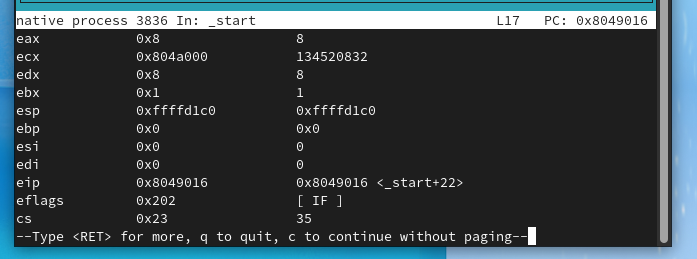 native process 3836 In: _start L17 PC: 0x8049016
eax 0x8 8
ecx 0x804a000 134520832
edx 0x8 8
ebx 0x1 1
esp 0xffffd1c0 0xffffd1c0
ebp 0x0 0x0
esi 0x0 0
edi 0x0 0
eip 0x8049016 0x8049016 <_start+22>
eflags 0x202 [ IF ]
cs 0x23 35
--Type <RET> for more, q to quit, c to continue without paging--